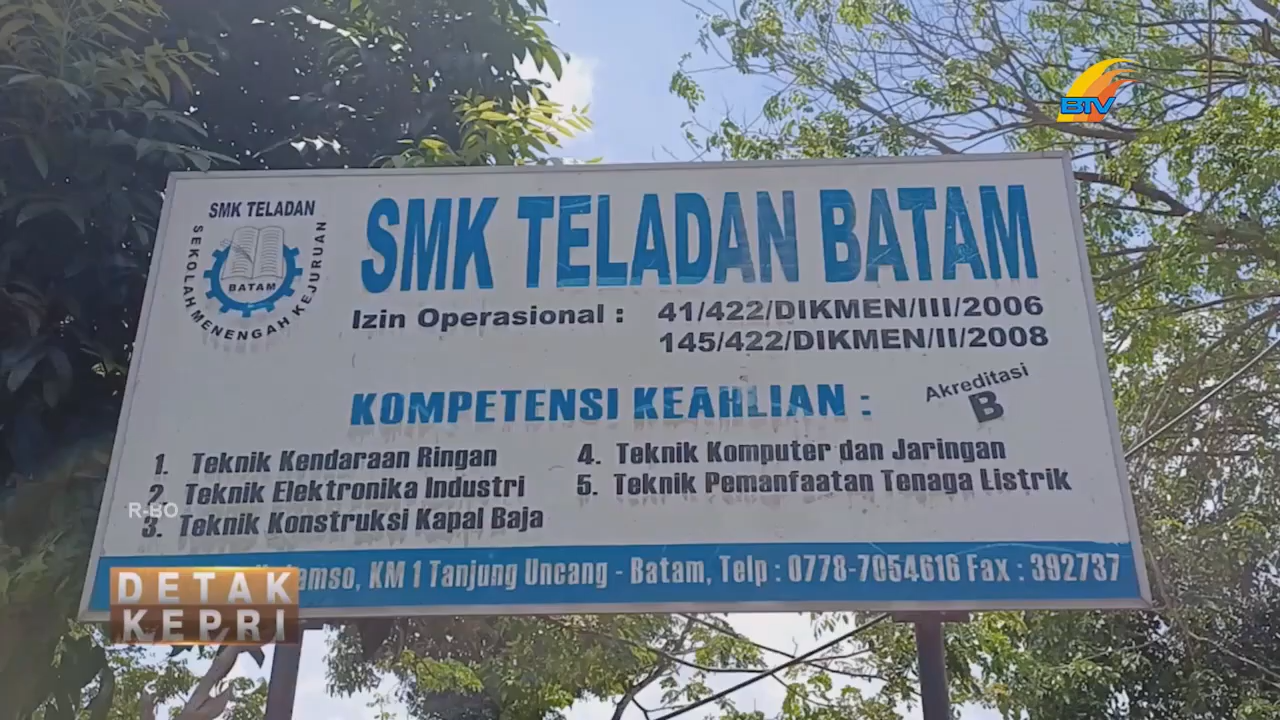 BTV
SMK TELADAN
SEKOLAH MENENGAH KEJURUAN
BATAM
SMK TELADAN BATAM
Izin Operasional : 41/422/DIKMEN/III/2006
145/422/DIKMEN/II/2008
KOMPETENSI KEAHLIAN :
Akreditasi
B
1. Teknik Kendaraan Ringan
2. Teknik Elektronika Industri
3. Teknik Konstruksi Kapal Baja
4. Teknik Komputer dan Jaringan
5. Teknik Pemanfaatan Tenaga Listrik
R-BO
KM 1 Tanjung Uncang - Batam, Telp : 0778-7054616 Fax : 392737
DETAK
KEPRI